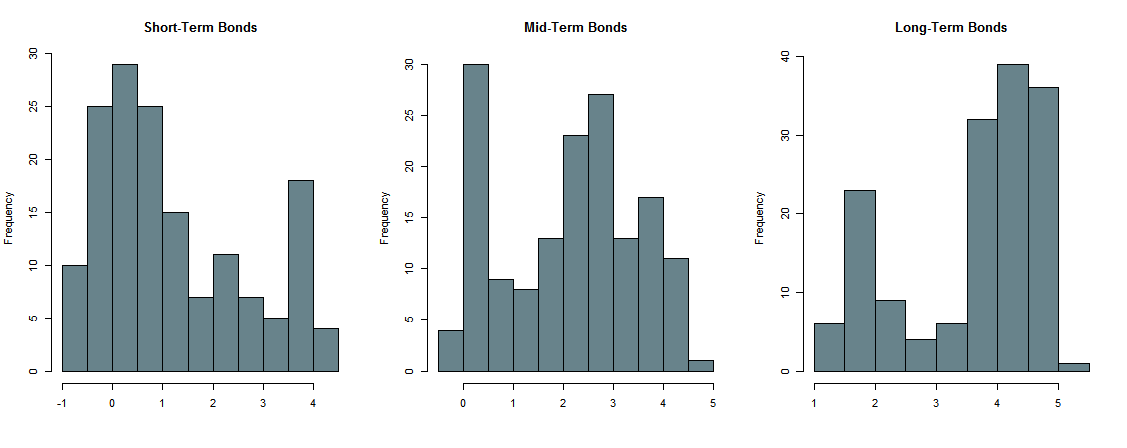 Short-Term Bonds
Frequency
0 5 10 15 20 25 30
-1 0 1 2 3 4
Mid-Term Bonds
Frequency
0 5 10 15 20 25 30
0 1 2 3 4 5
Long-Term Bonds
Frequency
0 10 20 30 40
1 2 3 4 5